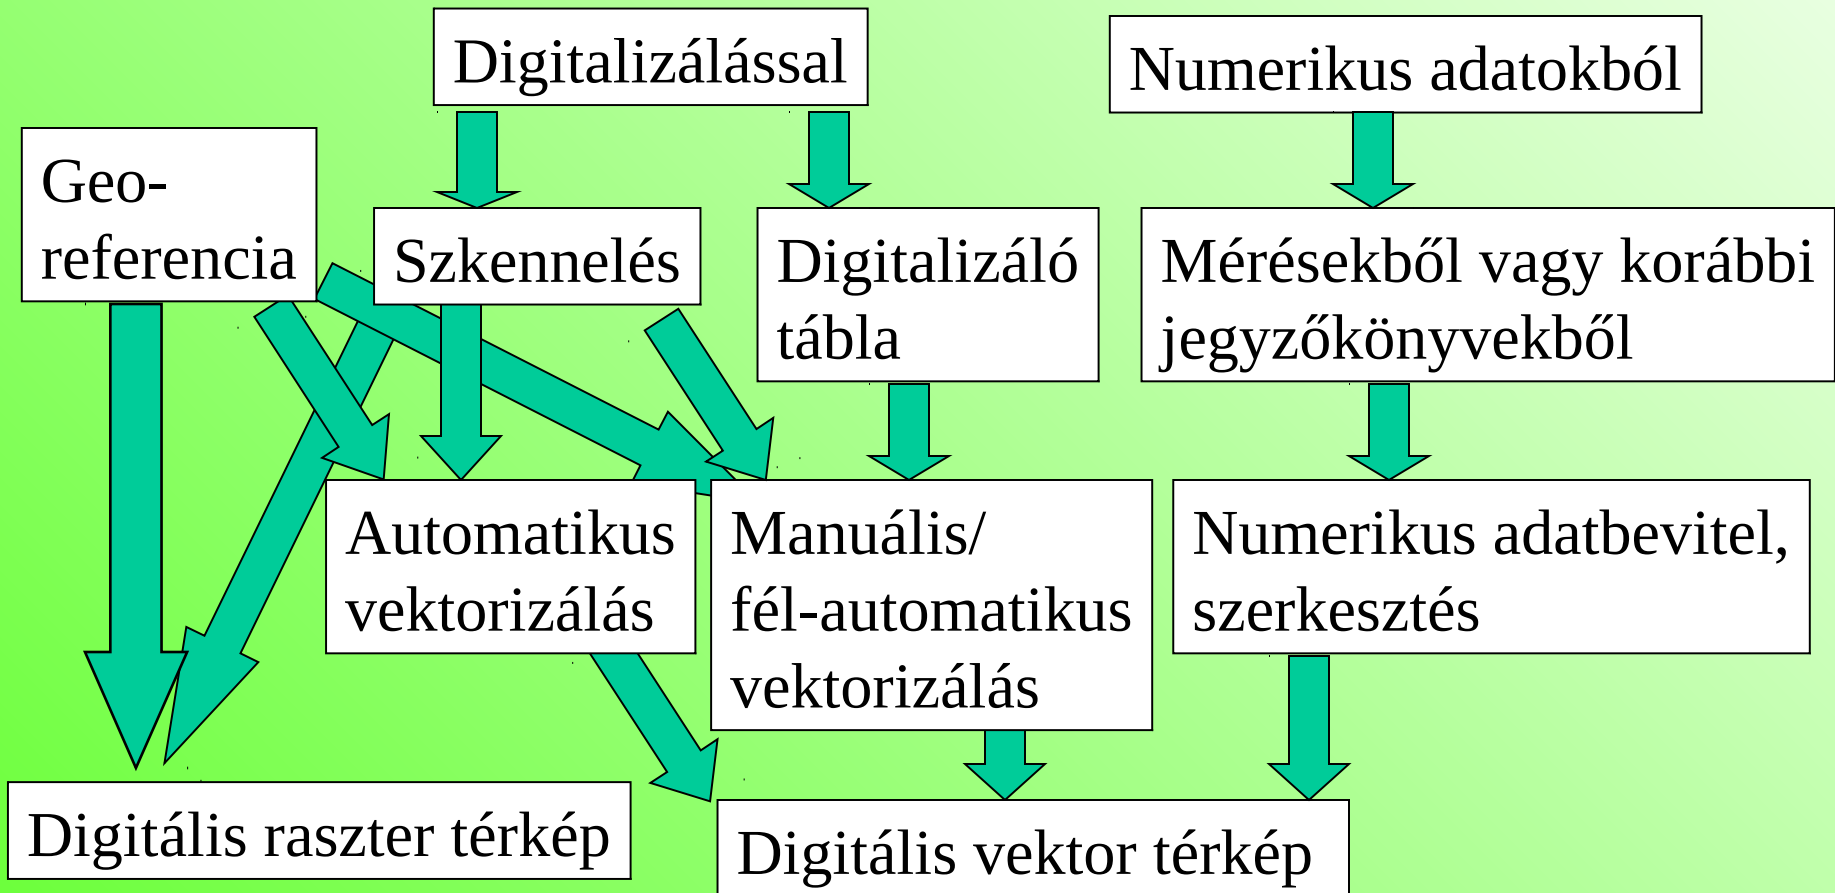 Digitalizálással
Numerikus adatokból
Geo-
referencia
Szkennelés
Digitalizáló
tábla
Mérésekből vagy korábbi
jegyzőkönyvekből
Automatikus
vektorizálás
Manuális/
fél-automatikus
vektorizálás
Numerikus adatbevitel,
szerkesztés
Digitális raszter térkép
Digitális vektor térkép